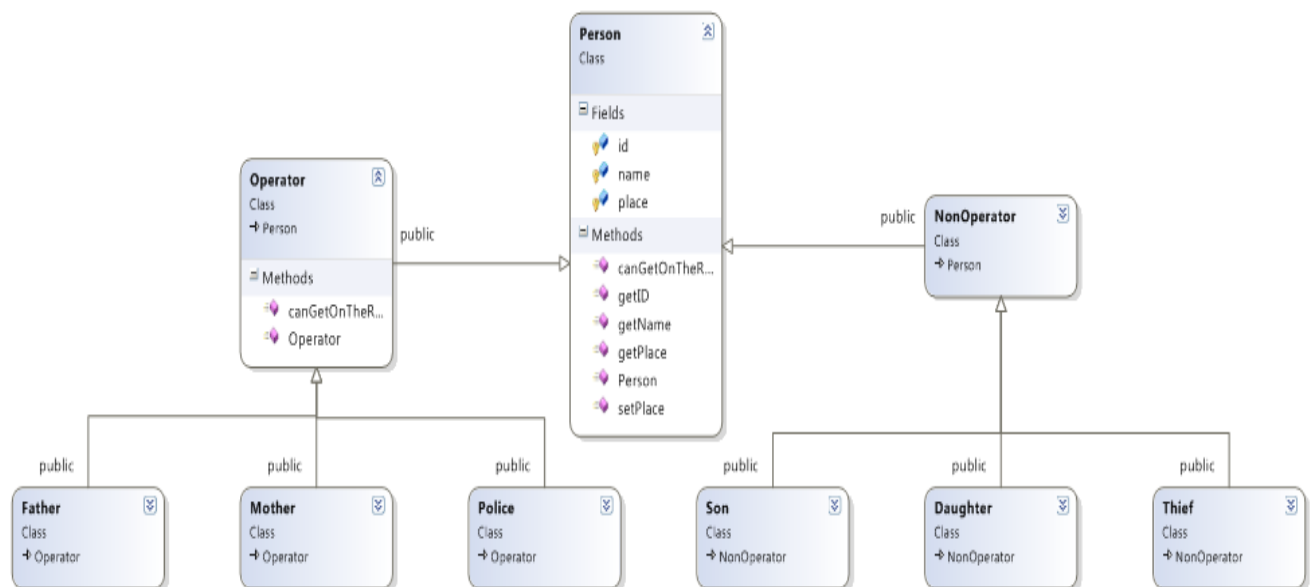 Person
Class
Fields
id
name
place
Methods
canGetOnTheR...
getID
getName
getPlace
Person
setPlace
Operator
Class
Person
Methods
canGetOnTheR...
Operator
public
public
NonOperator
Class
Person
public
Father
Class
Operator
public
Mother
Class
Operator
public
Police
Class
Operator
public
Son
Class
NonOperator
public
Daughter
Class
NonOperator
public
Thief
Class
NonOperator